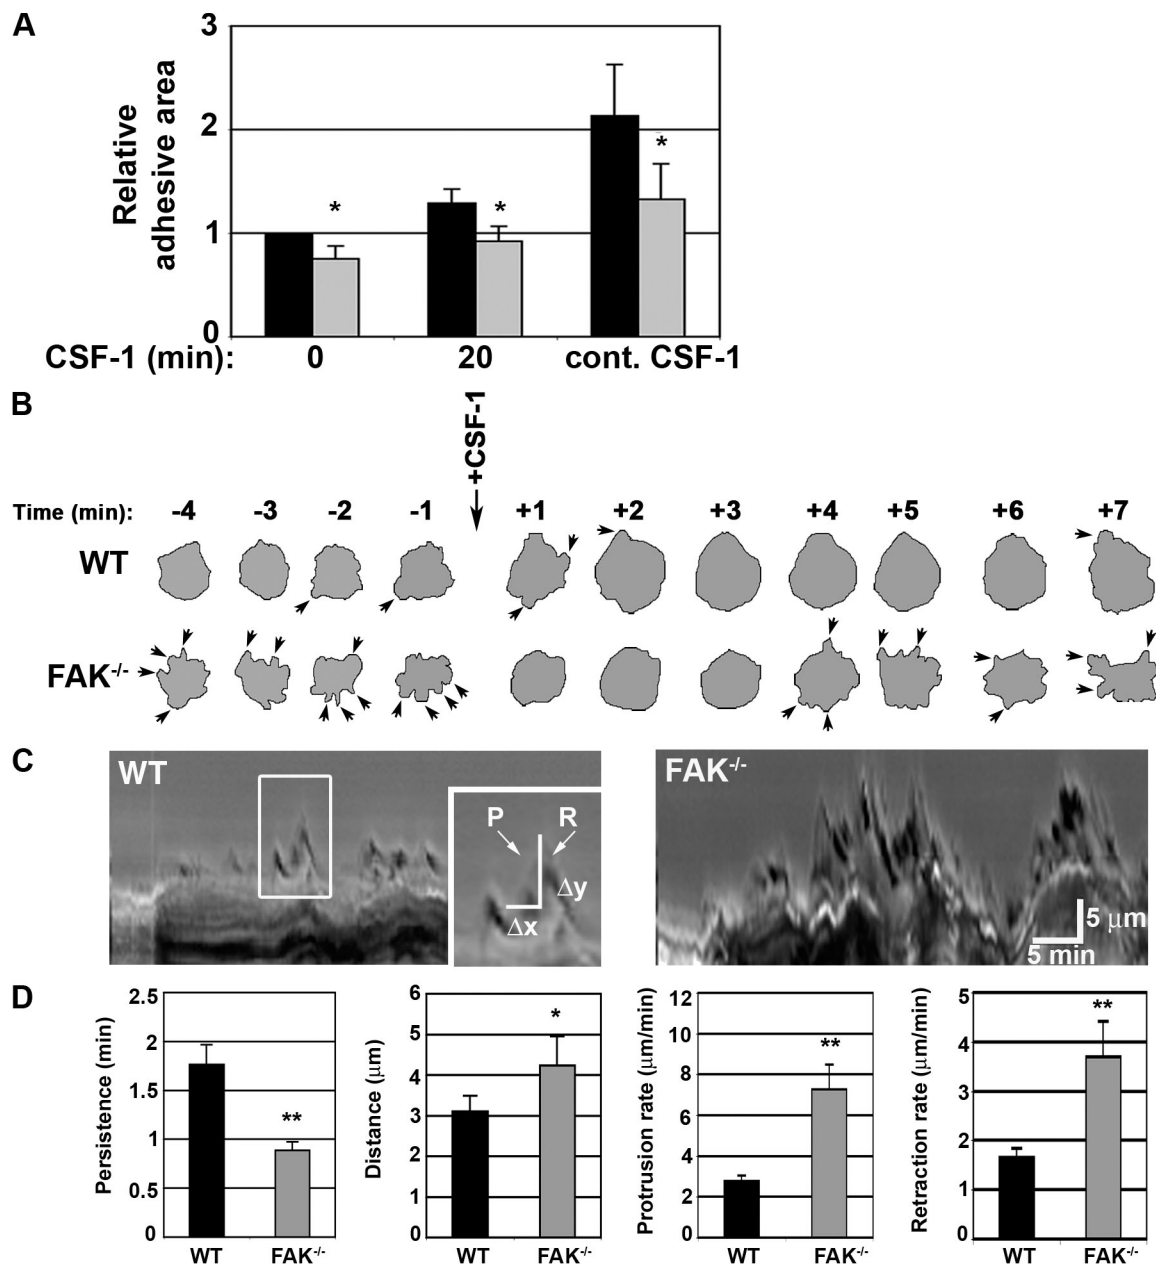 A
Relative
adhesive area
3
2
1
0
*
*
*
CSF-1 (min): 0 20 cont. CSF-1
B
+CSF-1
Time (min): -4 -3 -2 -1 +1 +2 +3 +4 +5 +6 +7
WT
FAK-/-
C
WT
P R
Δy
Δx
FAK-/-
5 μm
5 min
D
Persistence (min)
2.5
2
1.5
1
0.5
0
**
WT FAK-/-
Distance (μm)
6
5
4
3
2
1
0
*
WT FAK-/-
Protrusion rate (μm/min)
12
10
8
6
4
2
0
**
WT FAK-/-
Retraction rate (μm/min)
5
4
3
2
1
0
**
WT FAK-/-